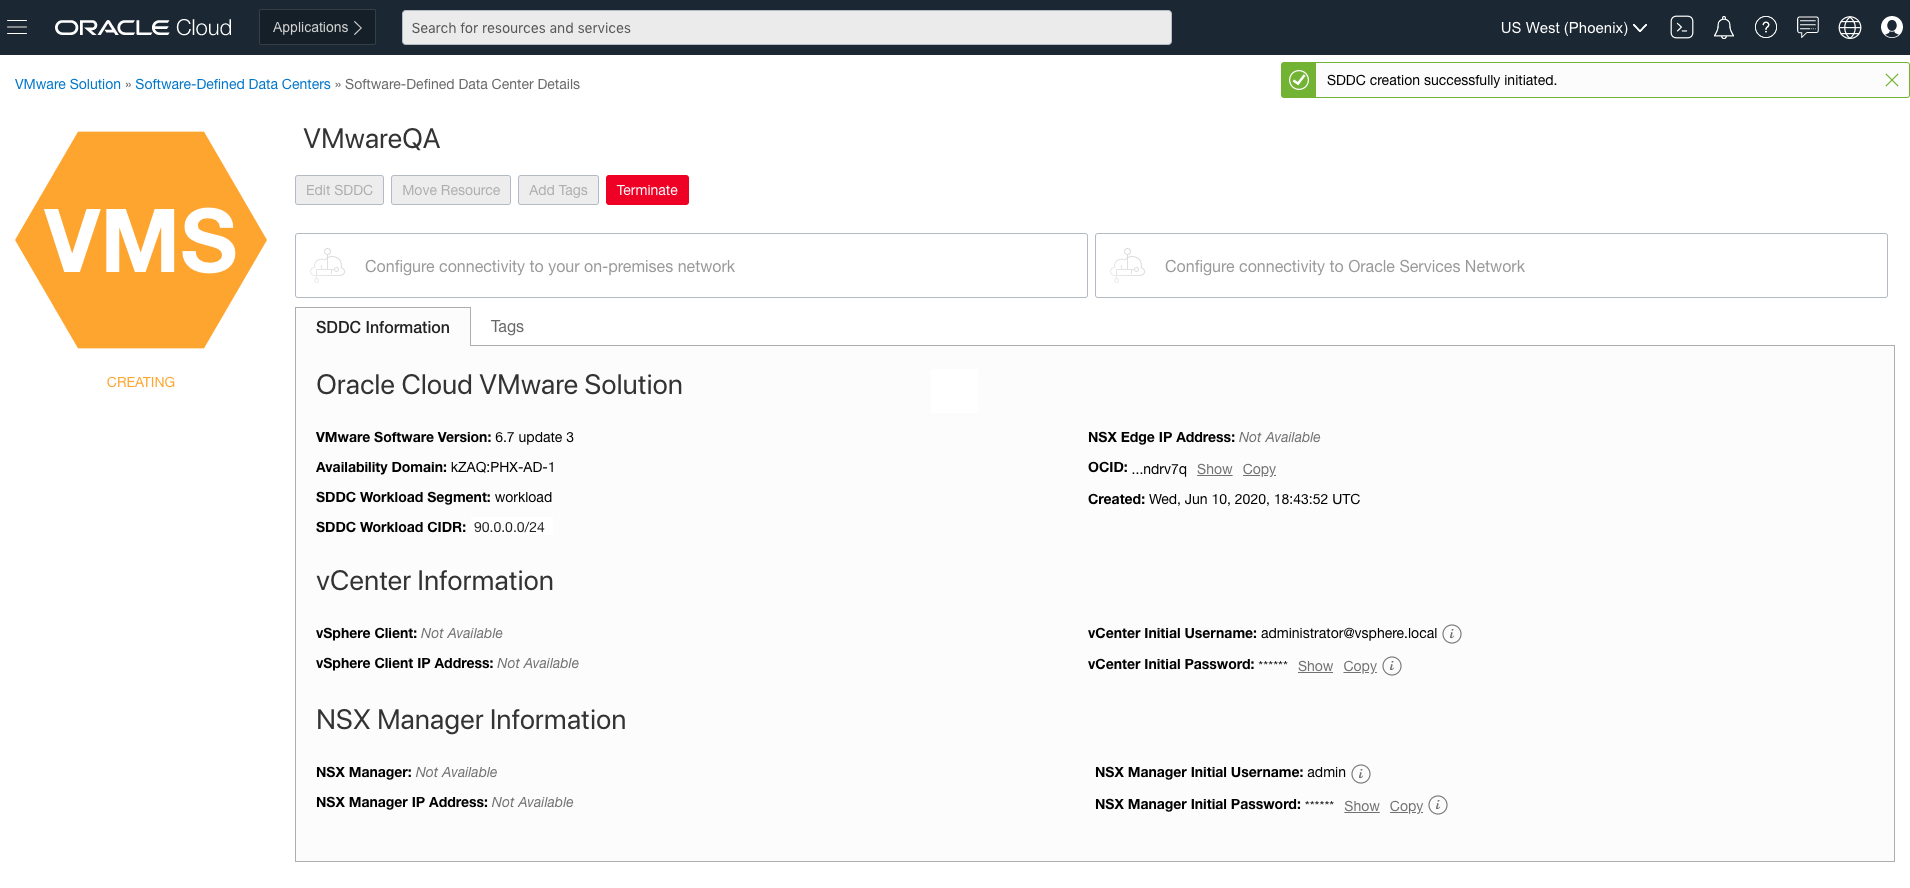 ORACLE Cloud
Applications
Search for resources and services
US West (Phoenix)
VMware Solution » Software-Defined Data Centers » Software-Defined Data Center Details
SDDC creation successfully initiated.
VMS
CREATING
VMwareQA
Edit SDDC
Move Resource
Add Tags
Terminate
Configure connectivity to your on-premises network
Configure connectivity to Oracle Services Network
SDDC Information
Tags
Oracle Cloud VMware Solution
VMware Software Version: 6.7 update 3
Availability Domain: kZAQ:PHX-AD-1
SDDC Workload Segment: workload
SDDC Workload CIDR: 90.0.0.0/24
NSX Edge IP Address: Not Available
OCID: ...ndrv7q Show Copy
Created: Wed, Jun 10, 2020, 18:43:52 UTC
vCenter Information
vSphere Client: Not Available
vSphere Client IP Address: Not Available
vCenter Initial Username: administrator@vsphere.local
vCenter Initial Password: ****** Show Copy
NSX Manager Information
NSX Manager: Not Available
NSX Manager IP Address: Not Available
NSX Manager Initial Username: admin
NSX Manager Initial Password: ****** Show Copy